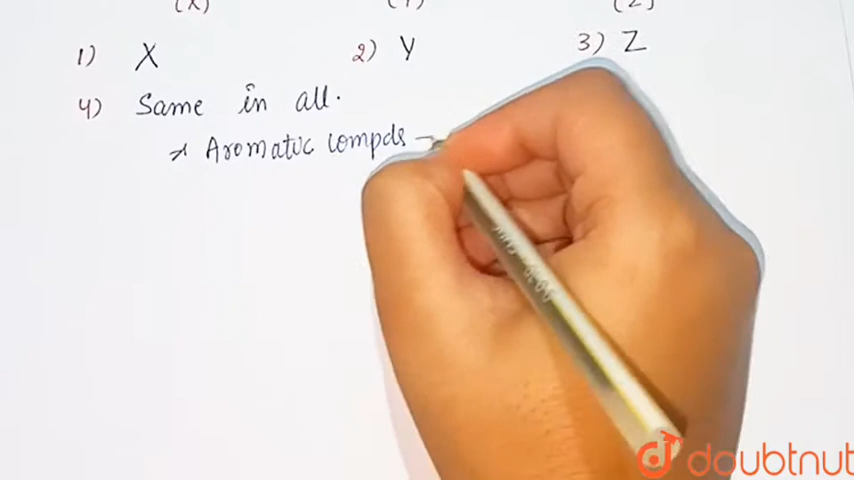 (X) (Y) (Z)
1) X 2) Y 3) Z
4) Same in all.
Aromatic compds →
doubtnut